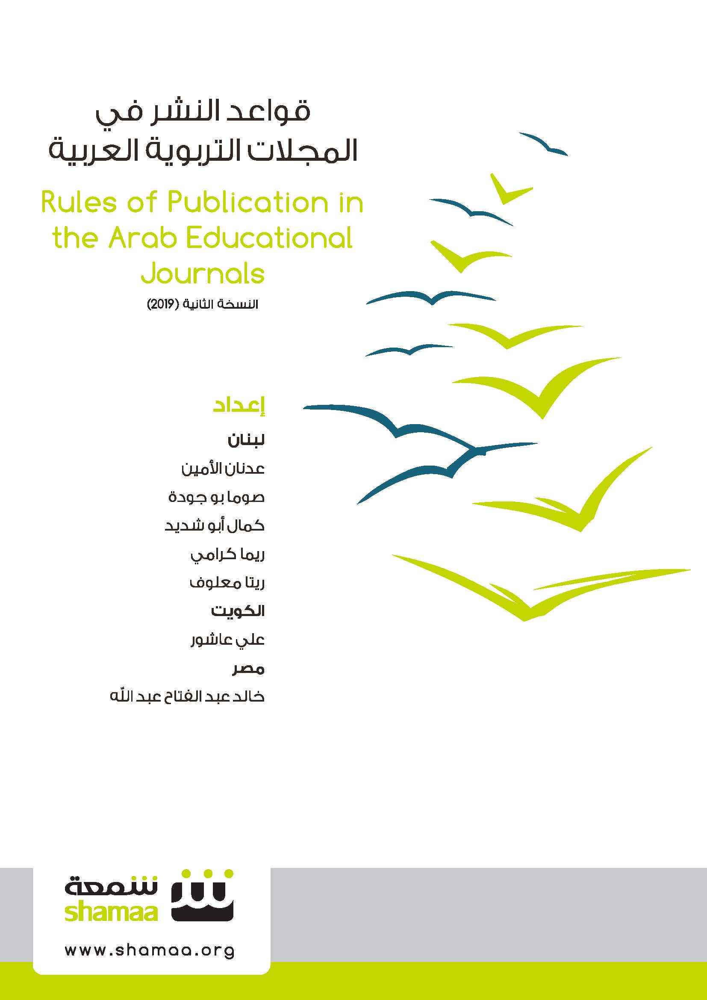 قواعد النشر في
المجلات التربوية العربية
Rules of Publication in
the Arab Educational
Journals
النسخة الثانية (2019)
إعداد
لبنان
عدنان الأمين
صوما بو جودة
كمال أبو شديد
ريما كرامي
ريتا معلوف
الكويت
علي عاشور
مصر
خالد عبد الفتاح عبد الله
شمعة
shamaa
www.shamaa.org